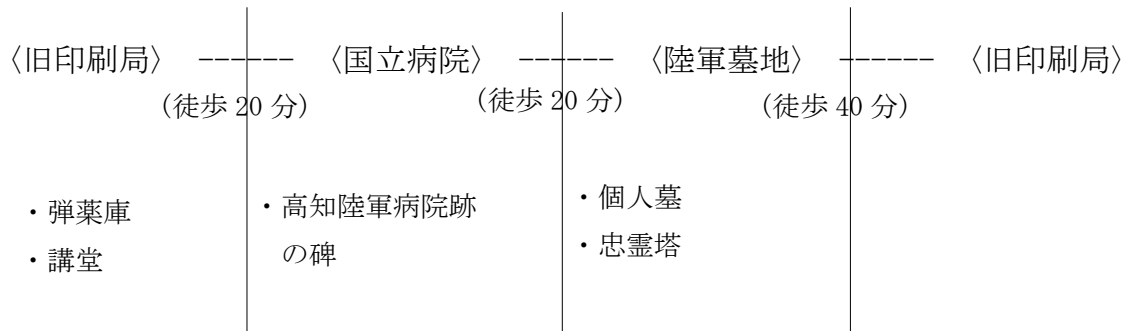 〈旧印刷局〉 ------ 〈国立病院〉 ------ 〈陸軍墓地〉 ------ 〈旧印刷局〉
(徒歩 20 分) (徒歩 20 分) (徒歩 40 分)
・弾薬庫
・講堂
・高知陸軍病院跡
の碑
・個人墓
・忠霊塔